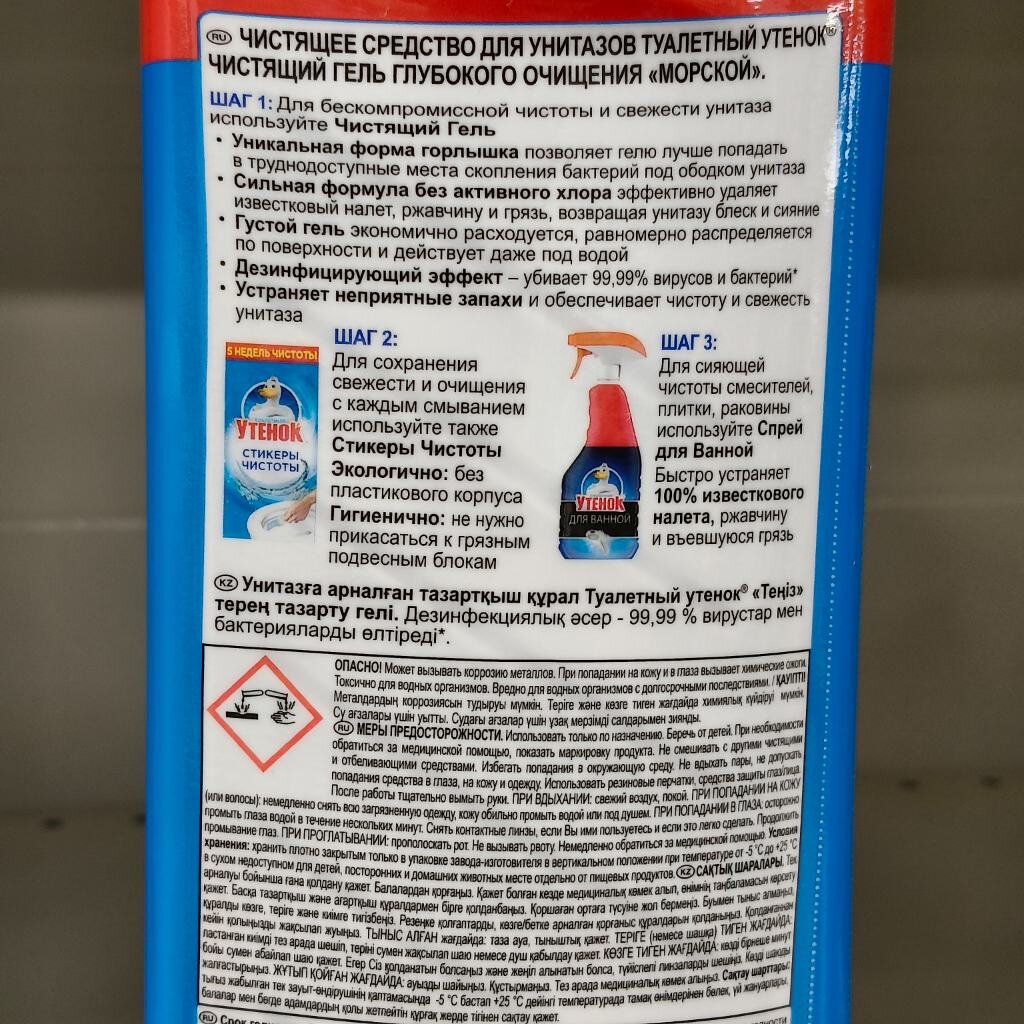 RU ЧИСТЯЩЕЕ СРЕДСТВО ДЛЯ УНИТАЗОВ ТУАЛЕТНЫЙ УТЕНОК®
ЧИСТЯЩИЙ ГЕЛЬ ГЛУБОКОГО ОЧИЩЕНИЯ «МОРСКОЙ».
ШАГ 1: Для бескомпромиссной чистоты и свежести унитаза
используйте Чистящий Гель
• Уникальная форма горлышка позволяет гелю лучше попадать
в труднодоступные места скопления бактерий под ободком унитаза
• Сильная формула без активного хлора эффективно удаляет
известковый налет, ржавчину и грязь, возвращая унитазу блеск и сияние
• Густой гель экономично расходуется, равномерно распределяется
по поверхности и действует даже под водой
• Дезинфицирующий эффект – убивает 99,99% вирусов и бактерий*
• Устраняет неприятные запахи и обеспечивает чистоту и свежесть
унитаза
5 НЕДЕЛЬ ЧИСТОТЫ!
УТЕНОК
СТИКЕРЫ
ЧИСТОТЫ
ШАГ 2:
Для сохранения
свежести и очищения
с каждым смыванием
используйте также
Стикеры Чистоты
Экологично: без
пластикового корпуса
Гигиенично: не нужно
прикасаться к грязным
подвесным блокам
УТЕНОК
ДЛЯ ВАННОЙ
ШАГ 3:
Для сияющей
чистоты смесителей,
плитки, раковины
используйте Спрей
для Ванной
Быстро устраняет
100% известкового
налета, ржавчину
и въевшуюся грязь
KZ Унитазға арналған тазартқыш құрал Туалетный утенок® «Теңіз»
терең тазарту гелі. Дезинфекциялық әсер - 99,99 % вирустар мен
бактерияларды өлтіреді*.
ОПАСНО! Может вызывать коррозию металлов. При попадании на кожу и в глаза вызывает химические ожоги.
Токсично для водных организмов. Вредно для водных организмов с долгосрочными последствиями. / ҚАУІПТІ!
Металдардың коррозиясын тудыруы мүмкін. Теріге және көзге тиген жағдайда химиялық күйдіруі мүмкін.
Су ағзалары үшін уытты. Судағы ағзалар үшін узақ мерзімді салдарымен зиянды.
RU МЕРЫ ПРЕДОСТОРОЖНОСТИ. Использовать только по назначению. Беречь от детей. При необходимости
обратиться за медицинской помощью, показать маркировку продукта. Не смешивать с другими чистящими
и отбеливающими средствами. Избегать попадания в окружающую среду. Не вдыхать пары, не допускать
попадания средства в глаза, на кожу и одежду. Использовать резиновые перчатки, средства защиты глаз/лица.
После работы тщательно вымыть руки. ПРИ ВДЫХАНИИ: свежий воздух, покой. ПРИ ПОПАДАНИИ НА КОЖУ
(или волосы): немедленно снять всю загрязненную одежду, кожу обильно промыть водой или под душем. ПРИ ПОПАДАНИИ В ГЛАЗА: осторожно
промыть глаза водой в течение нескольких минут. Снять контактные линзы, если Вы ими пользуетесь и если это легко сделать. Продолжить
промывание глаз. ПРИ ПРОГЛАТЫВАНИИ: прополоскать рот. Не вызывать рвоту. Немедленно обратиться за медицинской помощью. Условия
хранения: хранить плотно закрытым только в упаковке завода-изготовителя в вертикальном положении при температуре от -5 °С до +25 °С
в сухом недоступном для детей, посторонних и домашних животных месте отдельно от пищевых продуктов. KZ САҚТЫҚ ШАРАЛАРЫ. Тек
арналуы бойынша ғана қолдану қажет. Балалардан қорғаңыз. Қажет болған кезде медициналық көмек алып, өнімнің таңбаламасын көрсету
қажет. Басқа тазартқыш және ағартқыш құралдармен бірге қолданбаңыз. Қоршаған ортаға түсуіне жол бермеңіз. Буымен тыныс алмаңыз,
құралды көзге, теріге және киімге тигізбеңіз. Резеңке қолғаптарды, көзге/бетке арналған қорғаныс құралдарын қолданыңыз. Қолданғаннан
кейін қолыңызды жақсылап жуыңыз. ТЫНЫС АЛҒАН жағдайда: таза ауа, тыныштық қажет. ТЕРІГЕ (немесе шашқа) ТИГЕН ЖАҒДАЙДА:
ластанған киімді тез арада шешіп, теріні сумен жақсылап шаю немесе душ қабылдау қажет. КӨЗГЕ ТИГЕН ЖАҒДАЙДА: көзді бірнеше минут
бойы сумен абайлап шаю қажет. Егер Сіз қолданатын болсаңыз және жеңіл алынатын болса, түйіспелі линзаларды шешіңіз. Көзді шаюды
жалғастырыңыз. ЖҰТЫП ҚОЙҒАН ЖАҒДАЙДА: ауызды шайыңыз. Құстырмаңыз. Тез арада медициналық көмек алыңыз. Сақтау шарттары:
тығыз жабылған тек зауыт-өндірушінің қаптамасында -5 °С бастап +25 °С дейінгі температурада тамақ өнімдерінен бөлек, үй жануарлары,
балалар мен бөгде адамдардың қолы жетпейтін құрғақ жерде тігінен сақтау қажет.
RU Срок